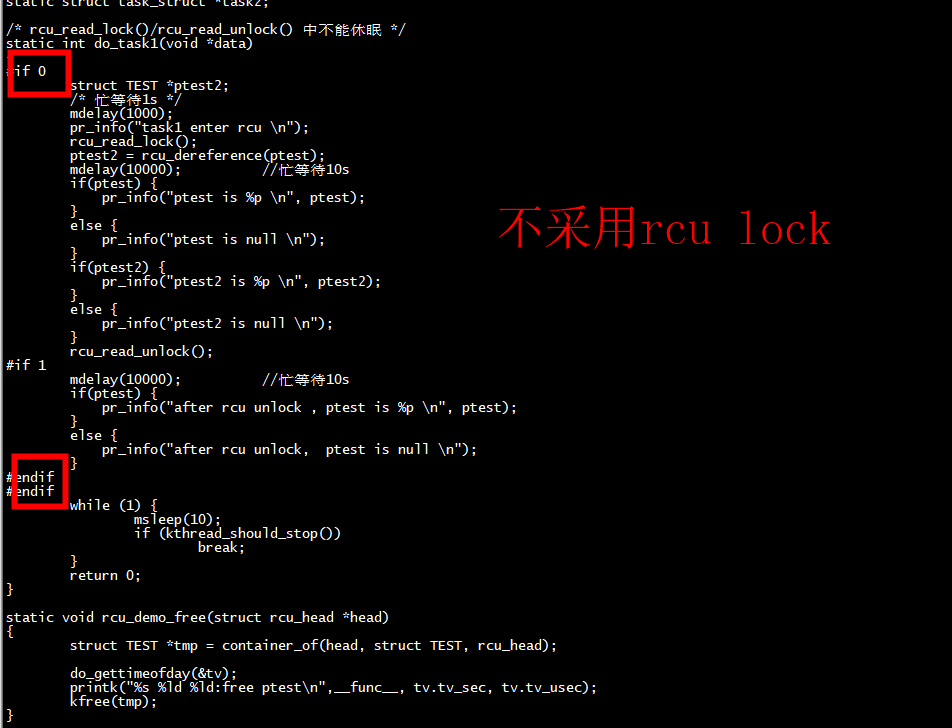 static struct task_struct *task2;
/* rcu_read_lock()/rcu_read_unlock() 中不能休眠 */
static int do_task1(void *data)
#if 0
struct TEST *ptest2;
/* 忙等待1s */
mdelay(1000);
pr_info("task1 enter rcu \n");
rcu_read_lock();
ptest2 = rcu_dereference(ptest);
mdelay(10000); //忙等待10s
if(ptest) {
pr_info("ptest is %p \n", ptest);
}
else {
pr_info("ptest is null \n");
}
if(ptest2) {
pr_info("ptest2 is %p \n", ptest2);
}
else {
pr_info("ptest2 is null \n");
}
rcu_read_unlock();
#if 1
mdelay(10000); //忙等待10s
if(ptest) {
pr_info("after rcu unlock , ptest is %p \n", ptest);
}
else {
pr_info("after rcu unlock,  ptest is null \n");
}
#endif
#endif
while (1) {
msleep(10);
if (kthread_should_stop())
break;
}
return 0;
}
static void rcu_demo_free(struct rcu_head *head)
{
struct TEST *tmp = container_of(head, struct TEST, rcu_head);
do_gettimeofday(&tv);
printk("%s %ld %ld:free ptest\n",__func__, tv.tv_sec, tv.tv_usec);
kfree(tmp);
}
不采用rcu lock